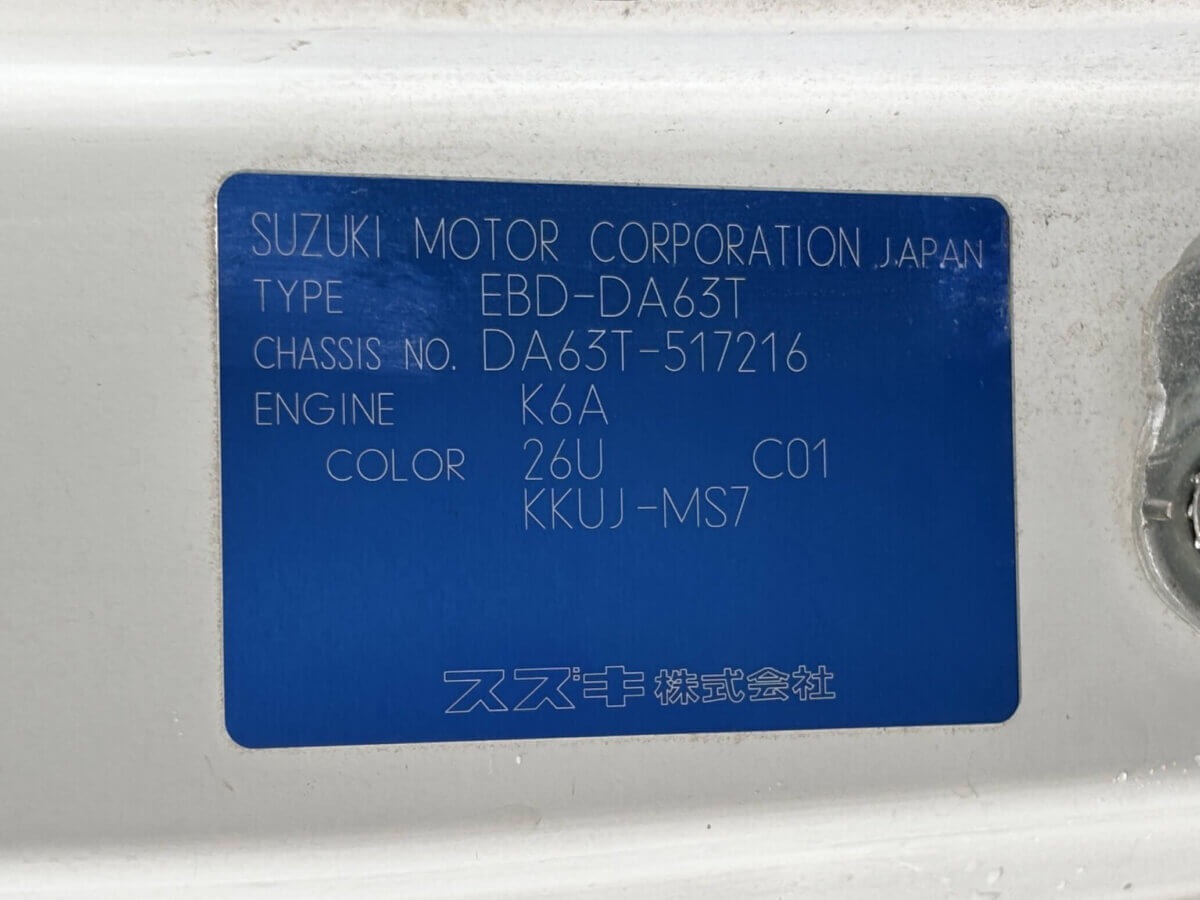 SUZUKI MOTOR CORPORATION JAPAN
TYPE EBD-DA63T
CHASSIS NO. DA63T-517216
ENGINE K6A
COLOR 26U C01
KKUJ-MS7
スズキ株式会社